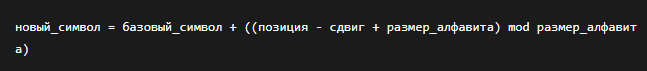 новый_символ = базовый_символ + ((позиция - сдвиг + размер_алфавита) mod размер_алфавит
а)